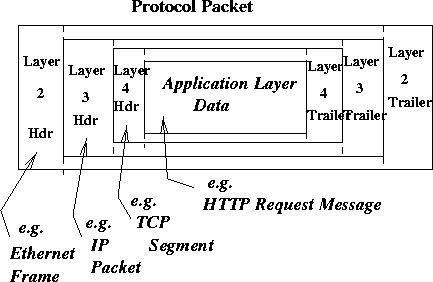 Protocol Packet
Layer
2
Hdr
Layer
3
Hdr
Layer
4
Hdr
Application Layer
Data
Layer
4
Trailer
Layer
3
Trailer
Layer
2
Trailer
e.g.
Ethernet
Frame
e.g.
IP
Packet
e.g.
TCP
Segment
e.g.
HTTP Request Message